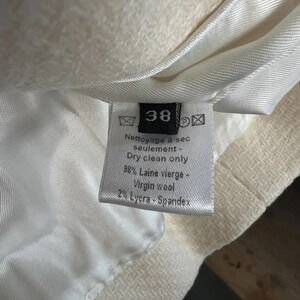 38
Nettoyage à sec
seulement -
Dry clean only
98% Laine vierge -
Virgin wool
2% Lycra - Spandex